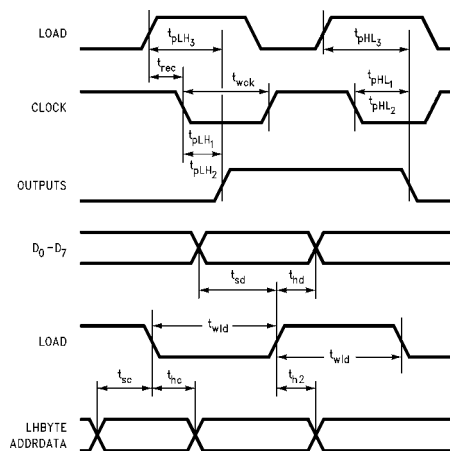 LOAD
tpLH3
tpHL3
trec
twck
tpHL1
CLOCK
tpHL2
tpLH1
tpLH2
OUTPUTS
D0-D7
tsd
thd
LOAD
twld
twld
tsc
thc
th2
LHBYTE
ADDRDATA